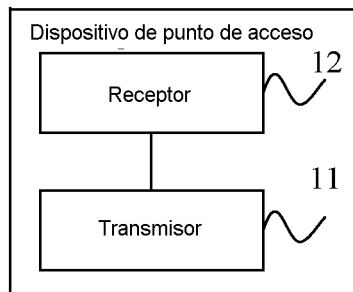 Dispositivo de punto de acceso
12
Receptor
11
Transmisor